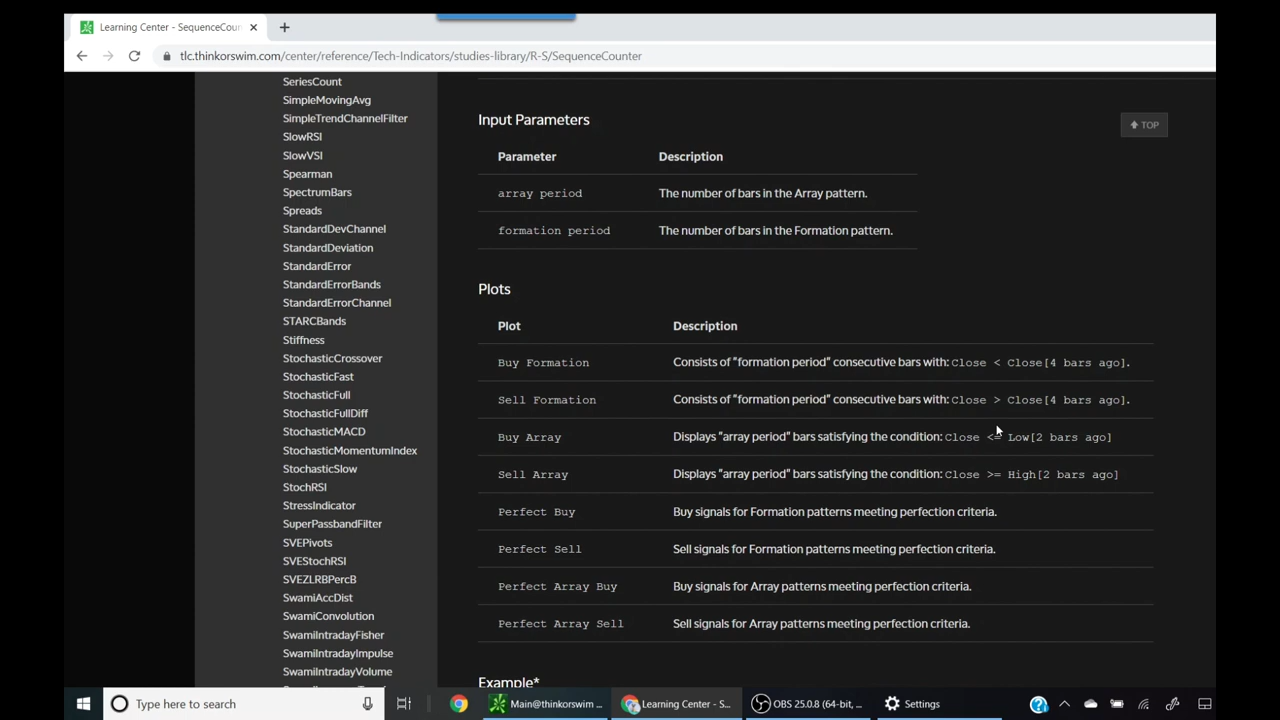 Learning Center - SequenceCoun
tlc.thinkorswim.com/center/reference/Tech-Indicators/studies-library/R-S/SequenceCounter
SeriesCount
SimpleMovingAvg
SimpleTrendChannelFilter
SlowRSI
SlowVSI
Spearman
SpectrumBars
Spreads
StandardDevChannel
StandardDeviation
StandardError
StandardErrorBands
StandardErrorChannel
STARCBands
Stiffness
StochasticCrossover
StochasticFast
StochasticFull
StochasticFullDiff
StochasticMACD
StochasticMomentumIndex
StochasticSlow
StochRSI
StressIndicator
SuperPassbandFilter
SVEPivots
SVEStochRSI
SVEZLRBPercB
SwamiAccDist
SwamiConvolution
SwamiIntradayFisher
SwamiIntradayImpulse
SwamiIntradayVolume
Input Parameters
TOP
Parameter Description
array period The number of bars in the Array pattern.
formation period The number of bars in the Formation pattern.
Plots
Plot Description
Buy Formation Consists of "formation period" consecutive bars with: Close < Close[4 bars ago].
Sell Formation Consists of "formation period" consecutive bars with: Close > Close[4 bars ago].
Buy Array Displays "array period" bars satisfying the condition: Close <= Low[2 bars ago]
Sell Array Displays "array period" bars satisfying the condition: Close >= High[2 bars ago]
Perfect Buy Buy signals for Formation patterns meeting perfection criteria.
Perfect Sell Sell signals for Formation patterns meeting perfection criteria.
Perfect Array Buy Buy signals for Array patterns meeting perfection criteria.
Perfect Array Sell Sell signals for Array patterns meeting perfection criteria.
Example*
Type here to search
Main@thinkorswim ...
Learning Center - S...
OBS 25.0.8 (64-bit, ...
Settings